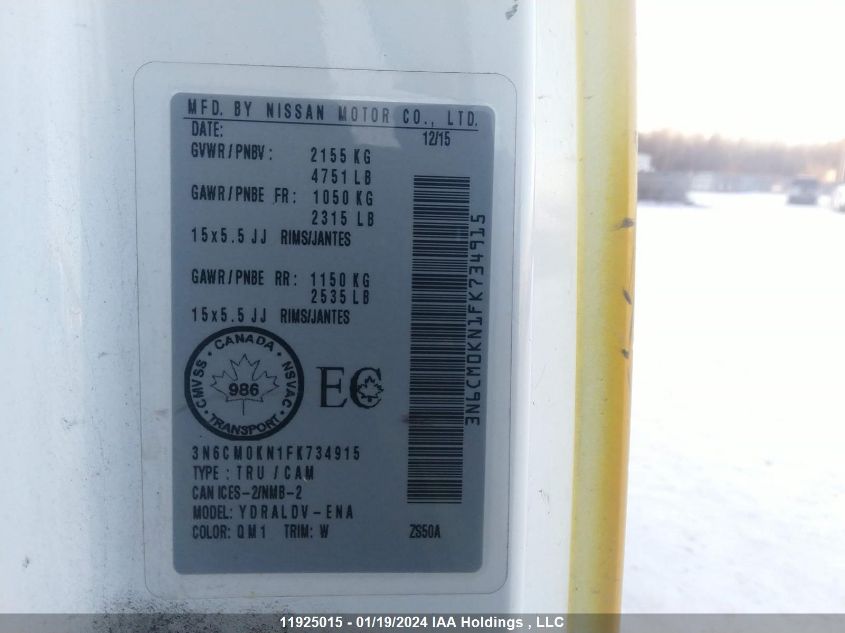 MFD. BY NISSAN MOTOR CO., LTD.
DATE: 12/15
GVWR/PNBV: 2155 KG
4751 LB
GAWR/PNBE FR: 1050 KG
2315 LB
15x5.5 JJ RIMS/JANTES
GAWR/PNBE RR: 1150 KG
2535 LB
15x5.5 JJ RIMS/JANTES
CANADA
CMVSS
NSVAC
986
TRANSPORT
EC
3N6CM0KN1FK734915
TYPE: TRU / CAM
CAN ICES-2/NMB-2
MODEL: YDRALDV-ENA
COLOR: QM1 TRIM: W ZS50A
3N6CM0KN1FK734915
11925015 - 01/19/2024 IAA Holdings , LLC